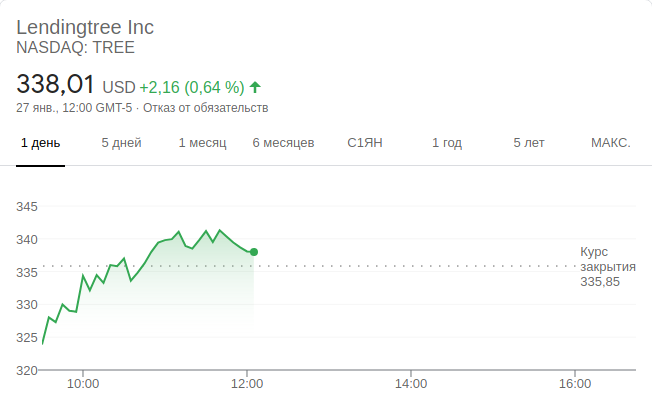 Lendingtree Inc
NASDAQ: TREE
338,01 USD +2,16 (0,64 %)
27 янв., 12:00 GMT-5 · Отказ от обязательств
1 день 5 дней 1 месяц 6 месяцев С1ЯН 1 год 5 лет МАКС.
345
340
335
330
325
320
Курс
закрытия
335,85
10:00 12:00 14:00 16:00